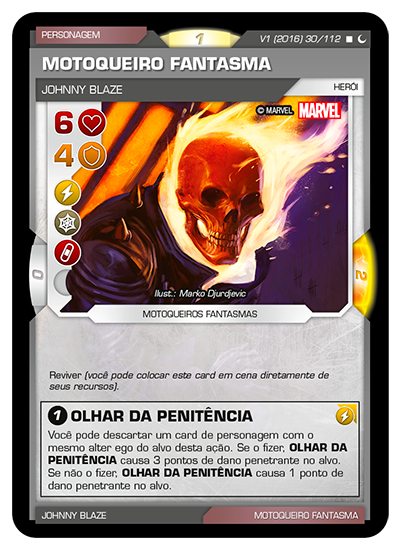 PERSONAGEM
1
V1 (2016) 30/112
MOTOQUEIRO FANTASMA
JOHNNY BLAZE
HERÓI
6
© MARVEL MARVEL
4
0
2
Ilust.: Marko Djurdjevic
MOTOQUEIROS FANTASMAS
Reviver (você pode colocar este card em cena diretamente de
seus recursos).
1 OLHAR DA PENITÊNCIA
Você pode descartar um card de personagem com o
mesmo alter ego do alvo desta ação. Se o fizer, OLHAR DA
PENITÊNCIA causa 3 pontos de dano penetrante no alvo.
Se não o fizer, OLHAR DA PENITÊNCIA causa 1 ponto de
dano penetrante no alvo.
JOHNNY BLAZE
MOTOQUEIRO FANTASMA